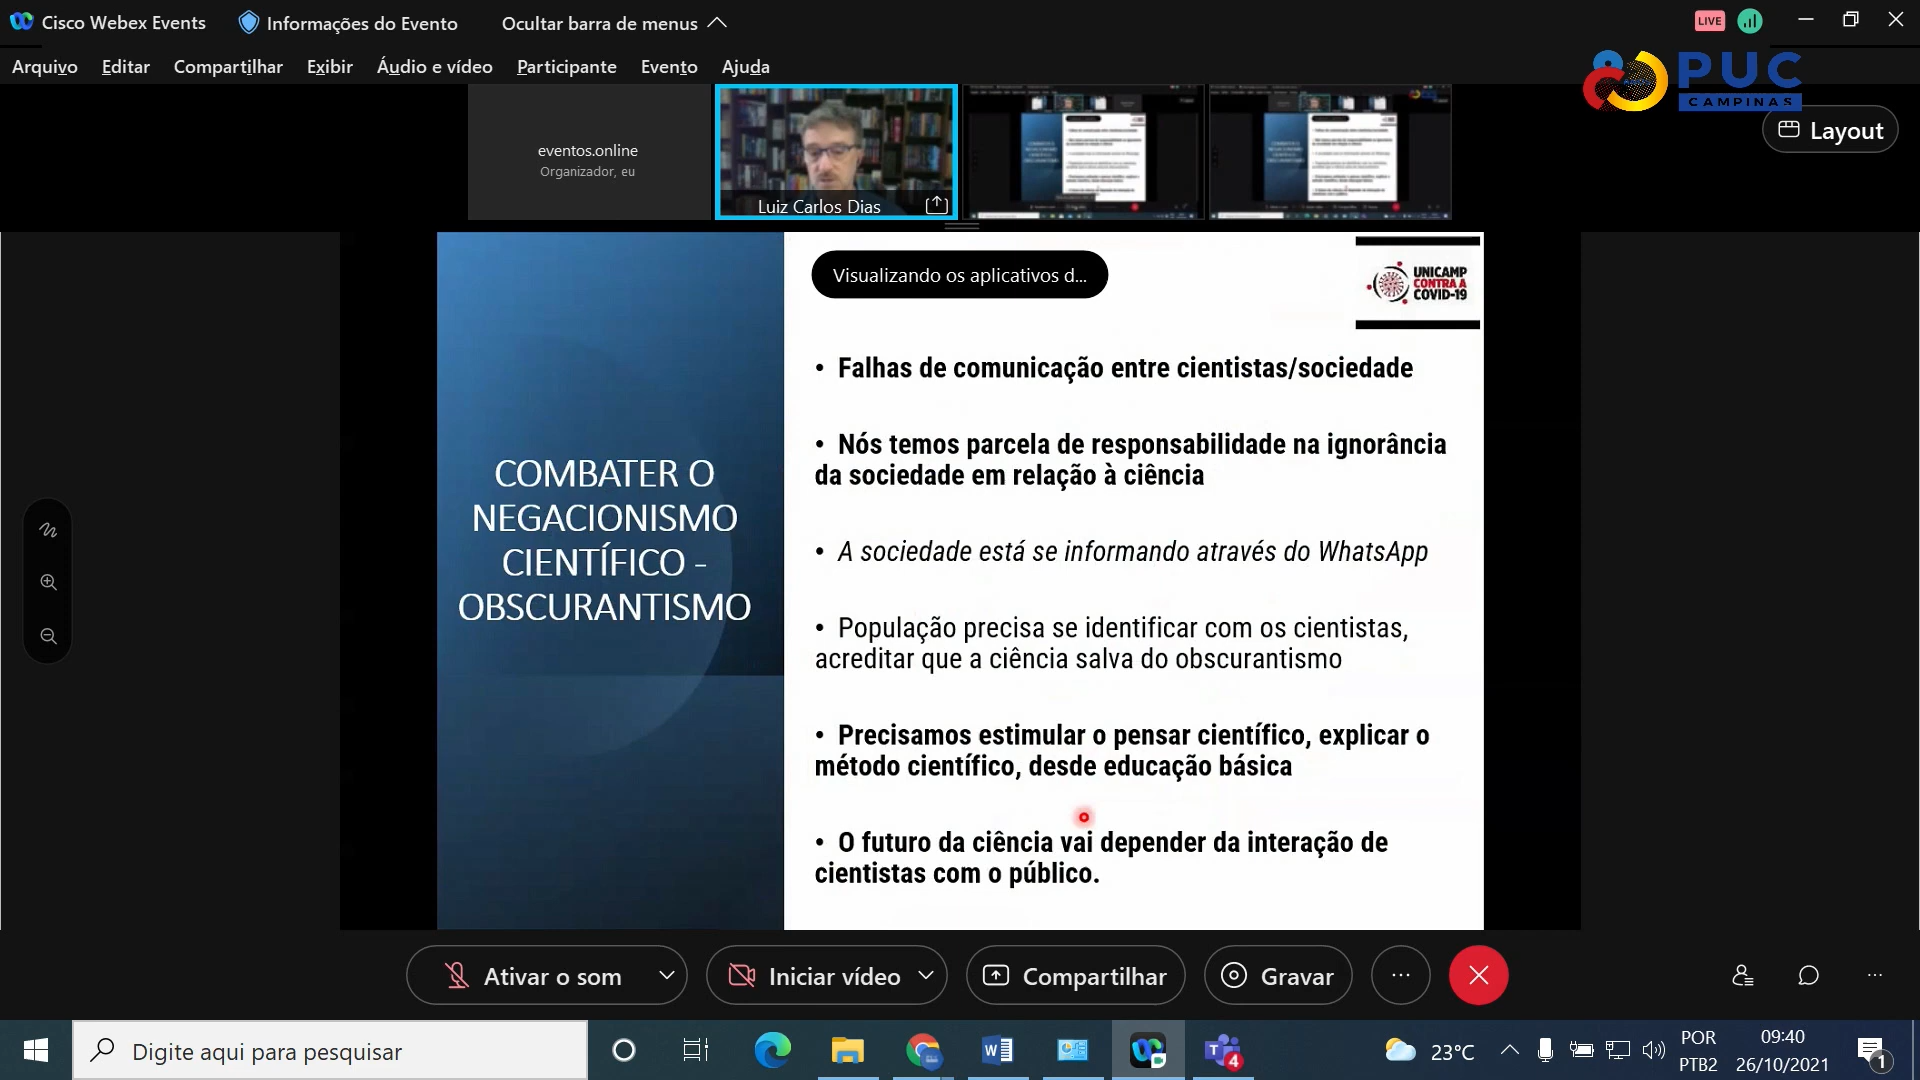 Cisco Webex Events
Informações do Evento
Ocultar barra de menus
LIVE
Arquivo Editar Compartilhar Exibir Áudio e vídeo Participante Evento Ajuda
PUC
CAMPINAS
Layout
eventos.online
Organizador, eu
Luiz Carlos Dias
Visualizando os aplicativos d...
UNICAMP
CONTRA A
COVID-19
COMBATER O
NEGACIONISMO
CIENTÍFICO -
OBSCURANTISMO
• Falhas de comunicação entre cientistas/sociedade
• Nós temos parcela de responsabilidade na ignorância
da sociedade em relação à ciência
• A sociedade está se informando através do WhatsApp
• População precisa se identificar com os cientistas,
acreditar que a ciência salva do obscurantismo
• Precisamos estimular o pensar científico, explicar o
método científico, desde educação básica
• O futuro da ciência vai depender da interação de
cientistas com o público.
Ativar o som
Iniciar vídeo
Compartilhar
Gravar
Digite aqui para pesquisar
4
23°C
POR
PTB2
09:40
26/10/2021
1